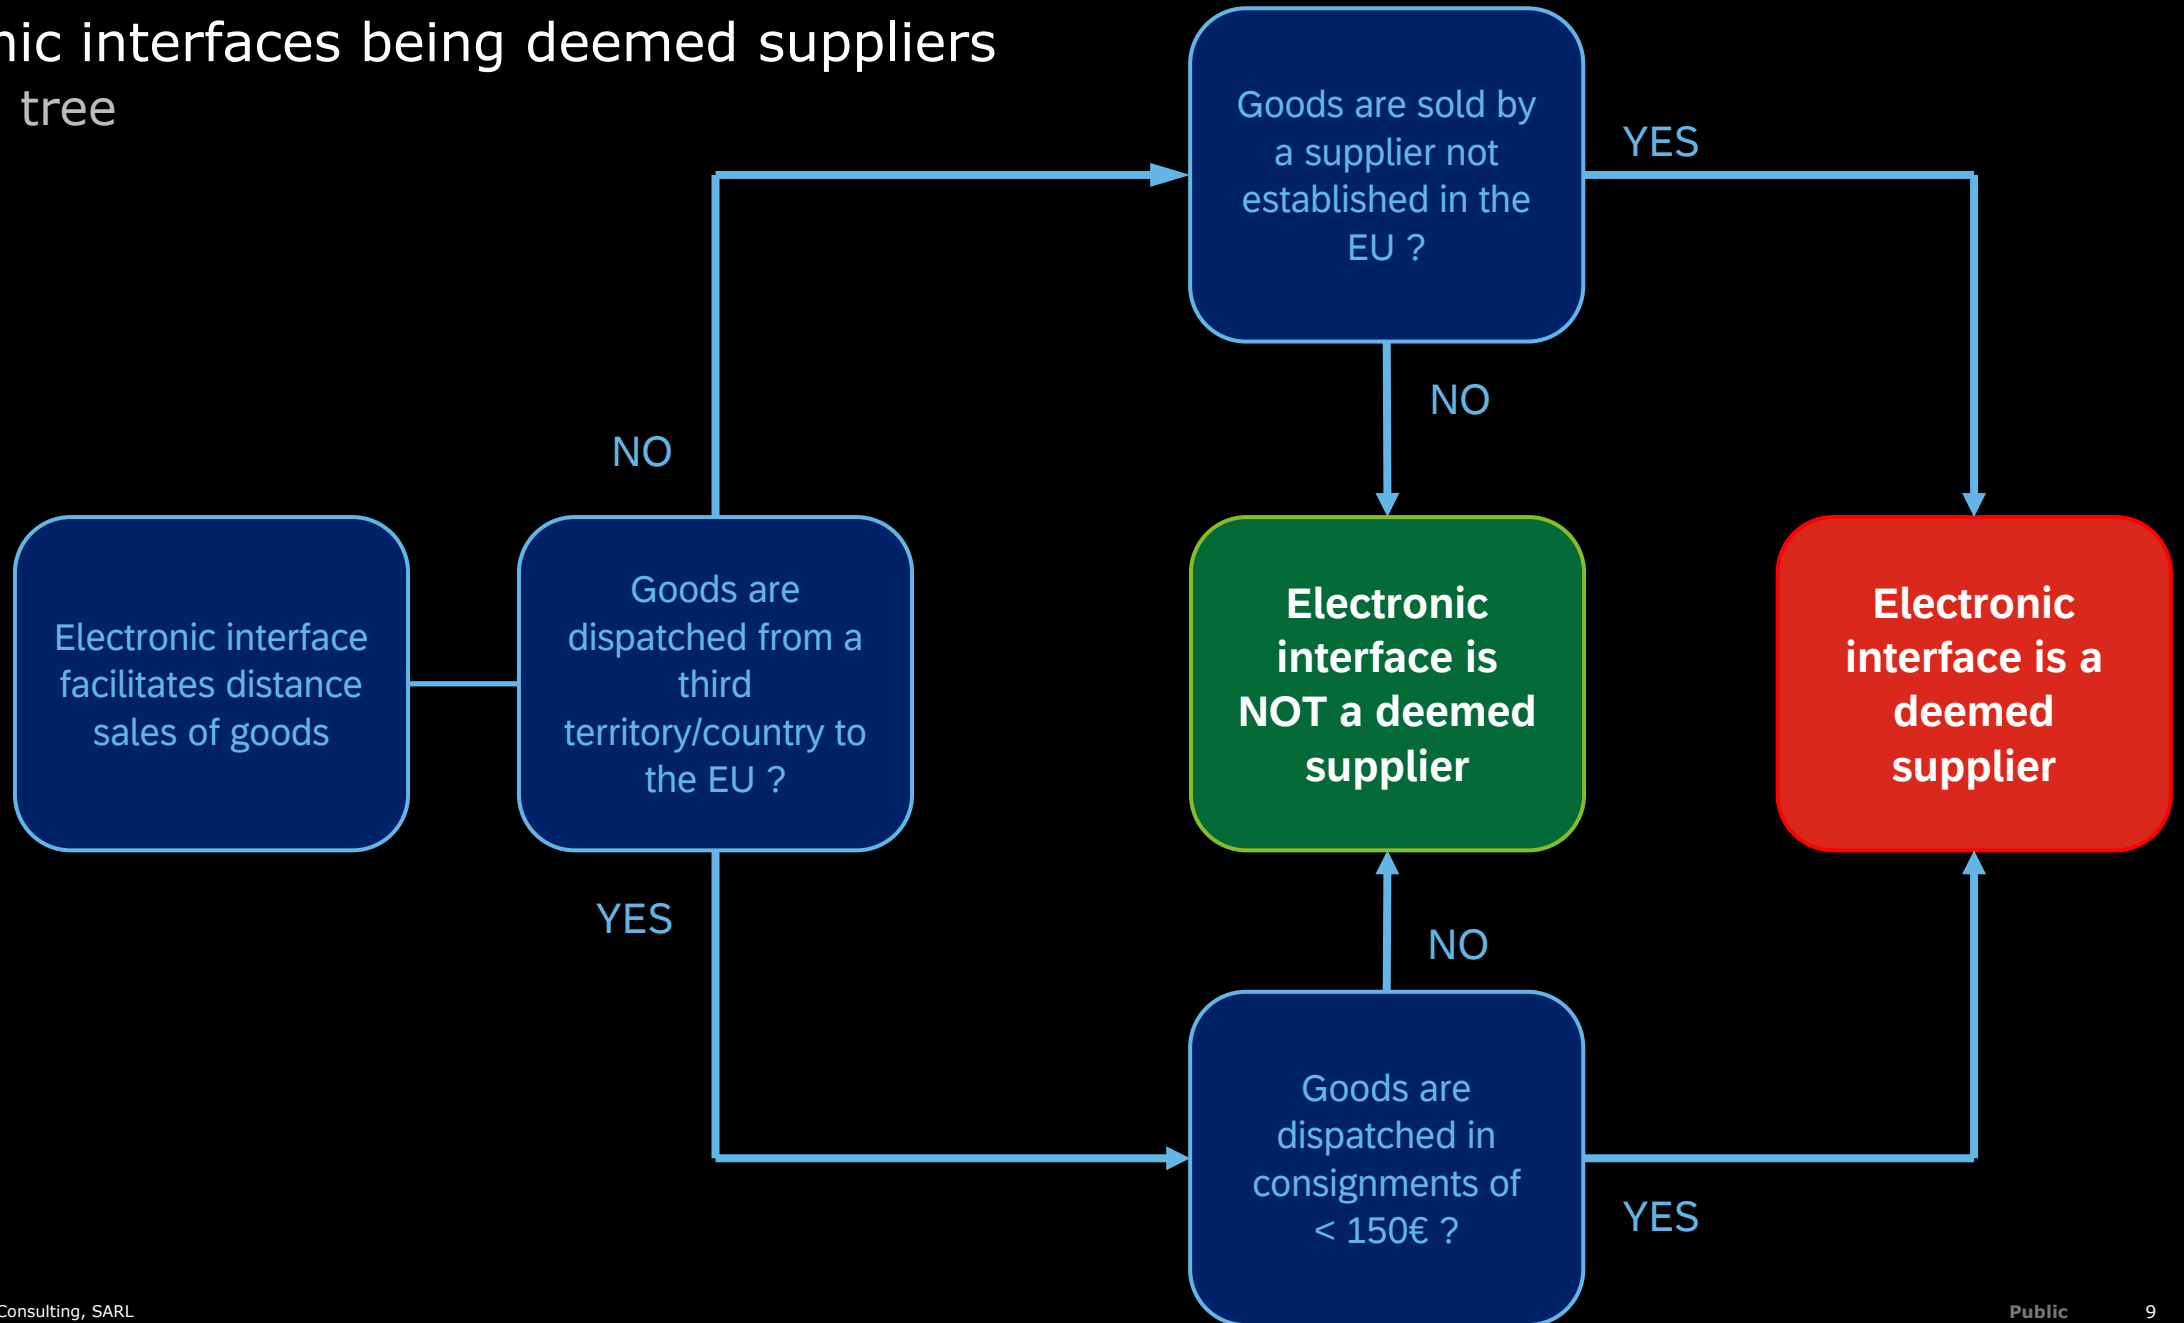 interfaces being deemed suppliers
tree
Goods are sold by
a supplier not
established in the
EU ?
YES
NO
NO
Electronic interface
facilitates distance
sales of goods
Goods are
dispatched from a
third
territory/country to
the EU ?
Electronic
interface is
NOT a deemed
supplier
Electronic
interface is a
deemed
supplier
YES
NO
Goods are
dispatched in
consignments of
< 150€ ?
YES
Consulting, SARL
Public
9